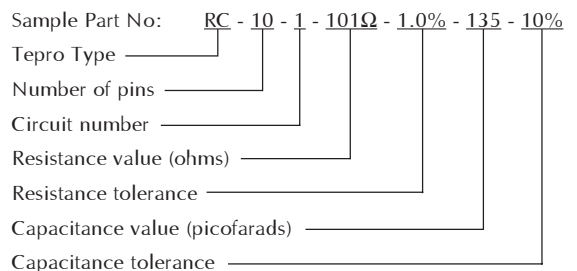 Sample Part No: RC - 10 - 1 - 101Ω - 1.0% - 135 - 10%
Tepro Type
Number of pins
Circuit number
Resistance value (ohms)
Resistance tolerance
Capacitance value (picofarads)
Capacitance tolerance